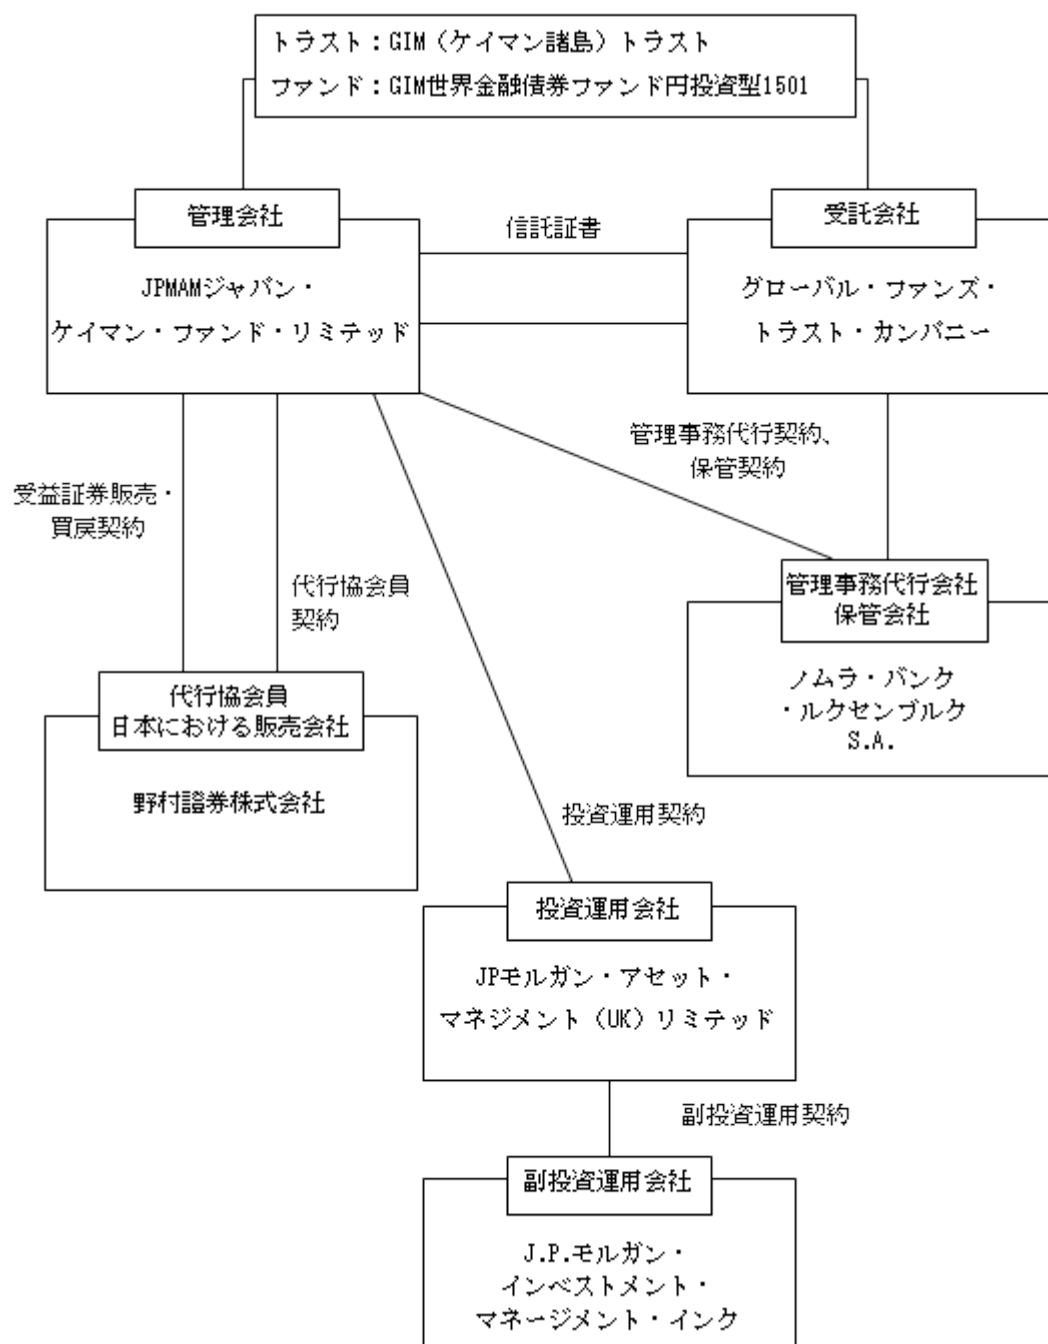 トラスト：GIM（ケイマン諸島）トラスト
ファンド：GIM世界金融債券ファンド円投資型1501
管理会社
受託会社
信託証書
JPMAMジャパン・
ケイマン・ファンド・リミテッド
グローバル・ファンズ・
トラスト・カンパニー
管理事務代行契約、
保管契約
受益証券販売・
買戻契約
代行協会員
契約
管理事務代行会社
保管会社
ノムラ・バンク
・ルクセンブルク
S.A.
代行協会員
日本における販売会社
野村證券株式会社
投資運用契約
投資運用会社
JPモルガン・アセット・
マネジメント（UK）リミテッド
副投資運用契約
副投資運用会社
J.P.モルガン・
インベストメント・
マネージメント・インク